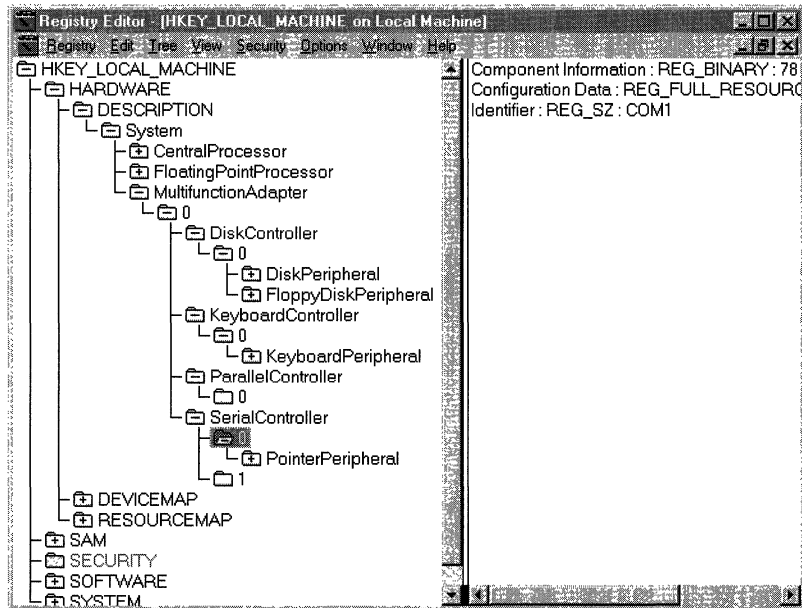 Registry Editor - [HKEY_LOCAL_MACHINE on Local Machine]
Registry Edit Tree View Security Options Window Help
HKEY_LOCAL_MACHINE
HARDWARE
DESCRIPTION
System
CentralProcessor
FloatingPointProcessor
MultifunctionAdapter
0
DiskController
0
DiskPeripheral
FloppyDiskPeripheral
KeyboardController
0
KeyboardPeripheral
ParallelController
0
SerialController
0
PointerPeripheral
1
DEVICEMAP
RESOURCEMAP
SAM
SECURITY
SOFTWARE
SYSTEM
Component Information : REG_BINARY : 78
Configuration Data : REG_FULL_RESOURC
Identifier : REG_SZ : COM1